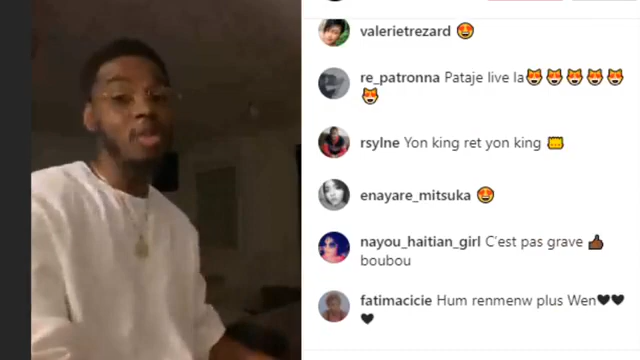 valerietrezard 😍
re_patronna Pataje live la😻😻😻😻😻
😻
rsylne Yon king ret yon king
enayare_mitsuka 😍
nayou_haitian_girl C'est pas grave 👍🏾
boubou
fatimacicie Hum renmenw plus Wen🖤🖤
🖤